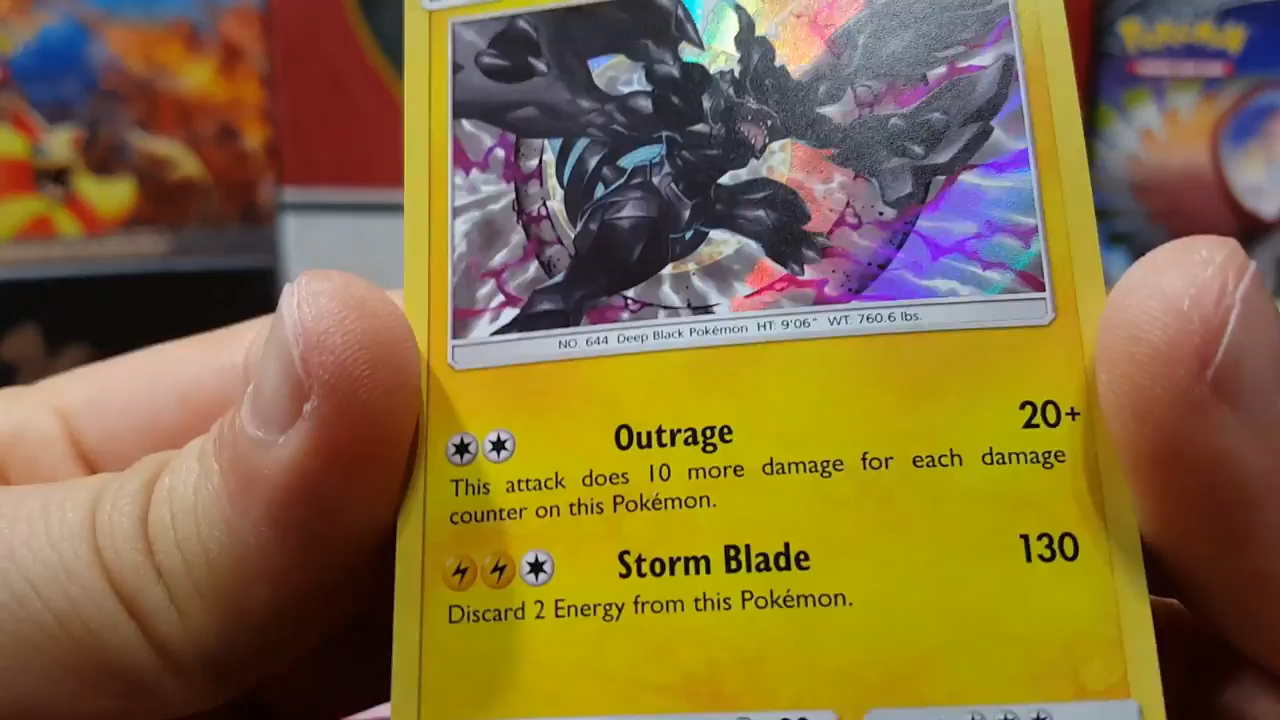 Pokémon
NO. 644 Deep Black Pokémon HT: 9'06" WT: 760.6 lbs.
Outrage 20+
This attack does 10 more damage for each damage
counter on this Pokémon.
Storm Blade 130
Discard 2 Energy from this Pokémon.